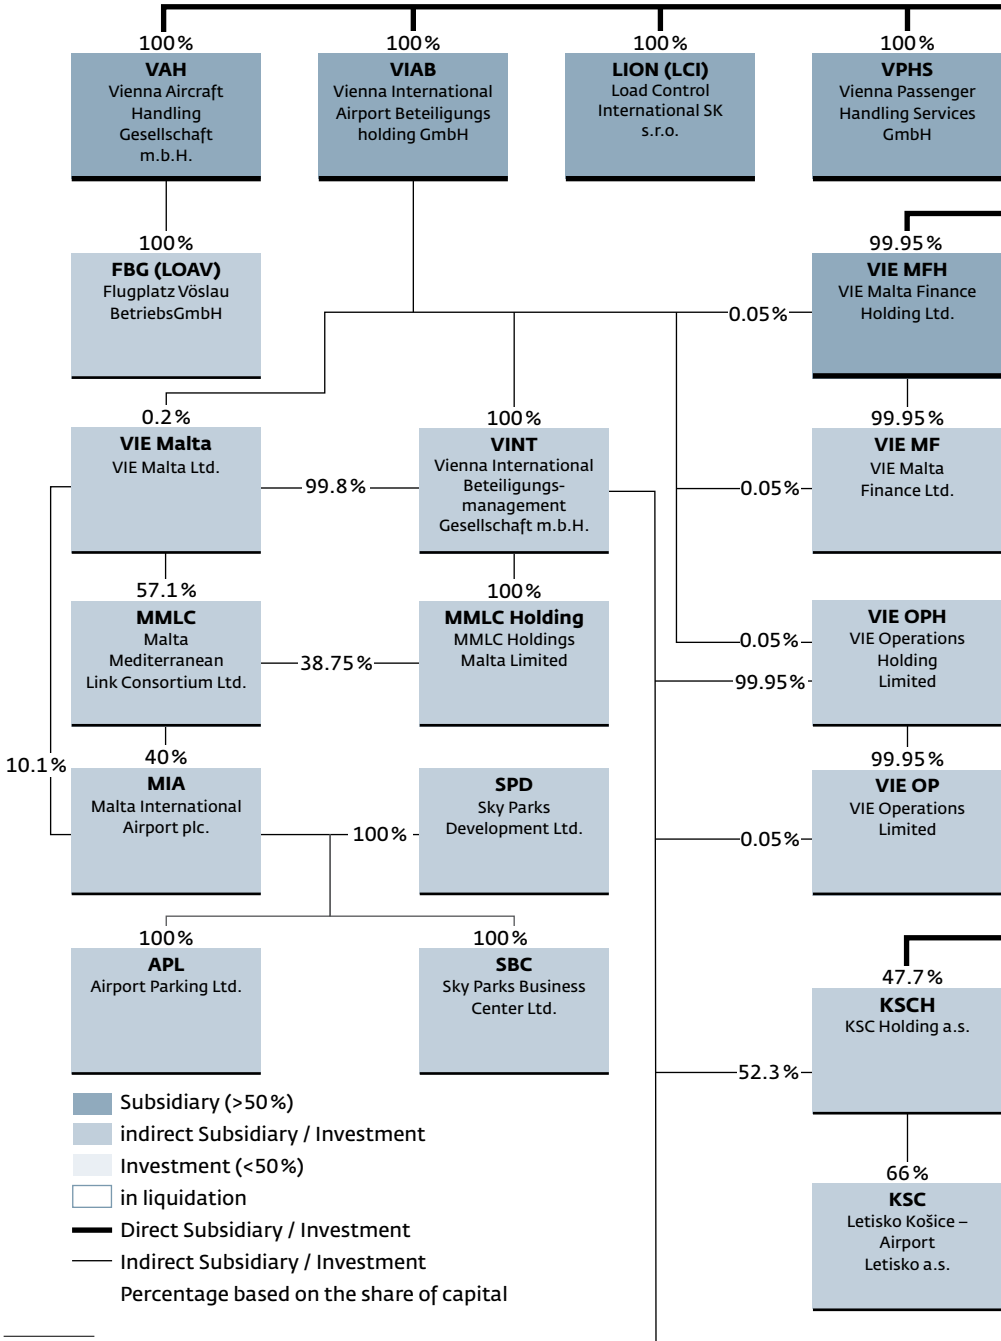 100%
VAH
Vienna Aircraft
Handling
Gesellschaft
m.b.H.
100%
VIAB
Vienna International
Airport Beteiligungs
holding GmbH
100%
LION (LCI)
Load Control
International SK
s.r.o.
100%
VPHS
Vienna Passenger
Handling Services
GmbH
100%
FBG (LOAV)
Flugplatz Vöslau
BetriebsGmbH
0.05%
99.95%
VIE MFH
VIE Malta Finance
Holding Ltd.
0.2%
VIE Malta
VIE Malta Ltd.
99.8%
100%
VINT
Vienna International
Beteiligungs-
management
Gesellschaft m.b.H.
0.05%
99.95%
VIE MF
VIE Malta
Finance Ltd.
57.1%
MMLC
Malta
Mediterranean
Link Consortium Ltd.
38.75%
100%
MMLC Holding
MMLC Holdings
Malta Limited
0.05%
99.95%
VIE OPH
VIE Operations
Holding
Limited
10.1%
40%
MIA
Malta International
Airport plc.
100%
SPD
Sky Parks
Development Ltd.
0.05%
99.95%
VIE OP
VIE Operations
Limited
100%
APL
Airport Parking Ltd.
100%
SBC
Sky Parks Business
Center Ltd.
52.3%
47.7%
KSCH
KSC Holding a.s.
66%
KSC
Letisko Košice –
Airport
Letisko a.s.
Subsidiary (>50%)
indirect Subsidiary / Investment
Investment (<50%)
in liquidation
Direct Subsidiary / Investment
Indirect Subsidiary / Investment
Percentage based on the share of capital